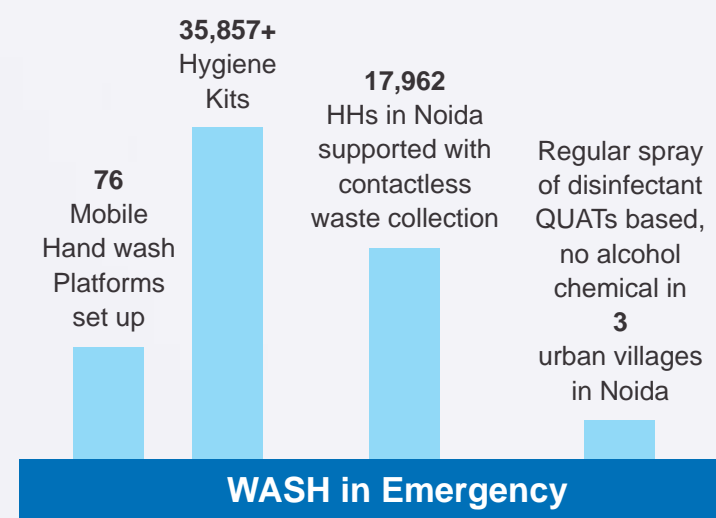 76
Mobile
Hand wash
Platforms
set up
35,857+
Hygiene
Kits
17,962
HHs in Noida
supported with
contactless
waste collection
Regular spray
of disinfectant
QUATs based,
no alcohol
chemical in
3
urban villages
in Noida
WASH in Emergency